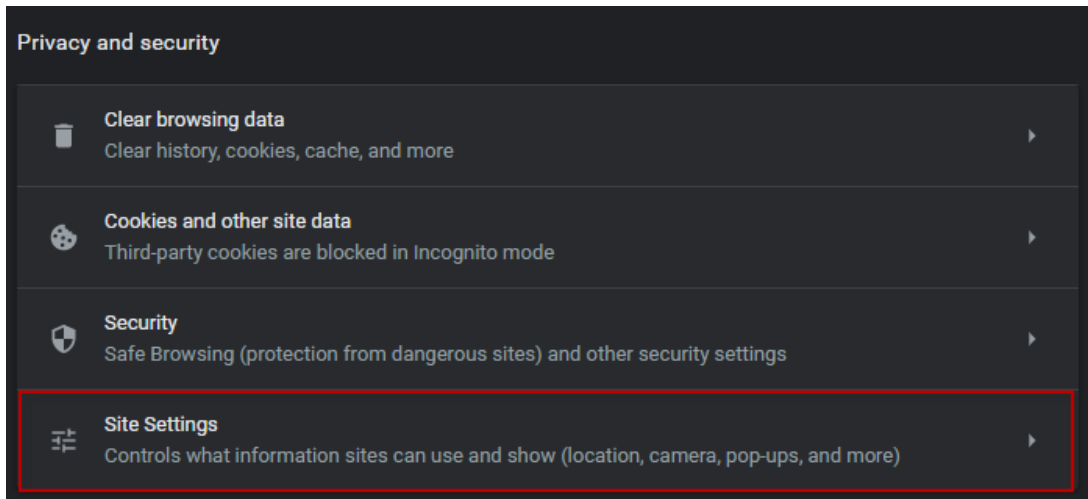 Privacy and security
Clear browsing data
Clear history, cookies, cache, and more
Cookies and other site data
Third-party cookies are blocked in Incognito mode
Security
Safe Browsing (protection from dangerous sites) and other security settings
Site Settings
Controls what information sites can use and show (location, camera, pop-ups, and more)